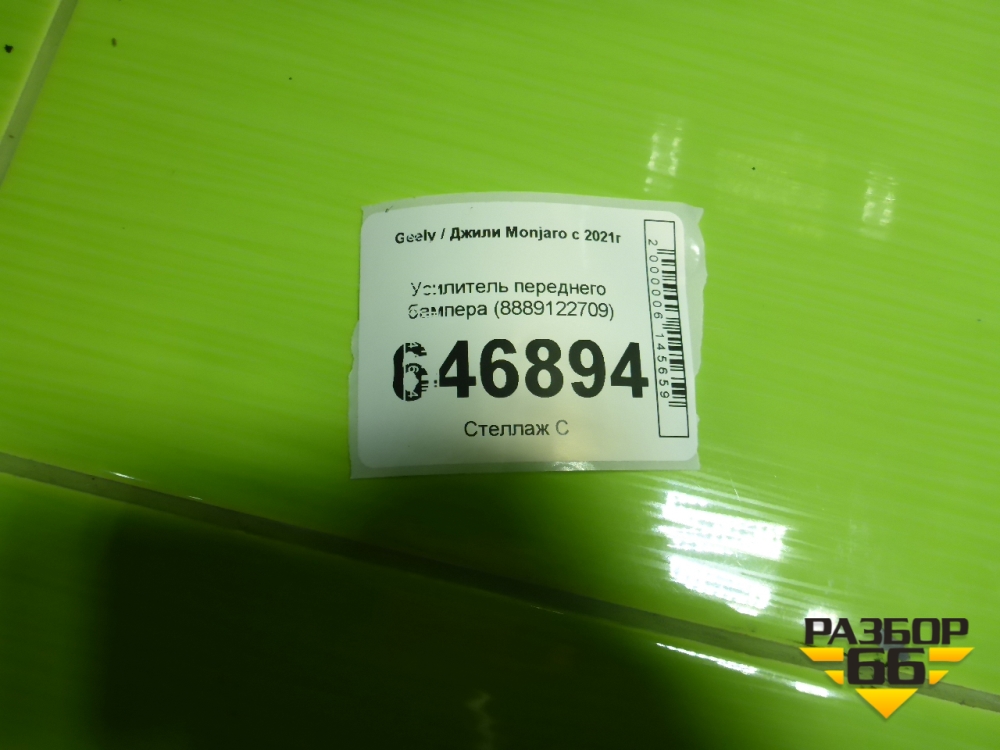 Geely / Джили Monjaro с 2021г
Усилитель переднего
бампера (8889122709)
646894
Стеллаж С
2000006145659
РАЗБОР
66